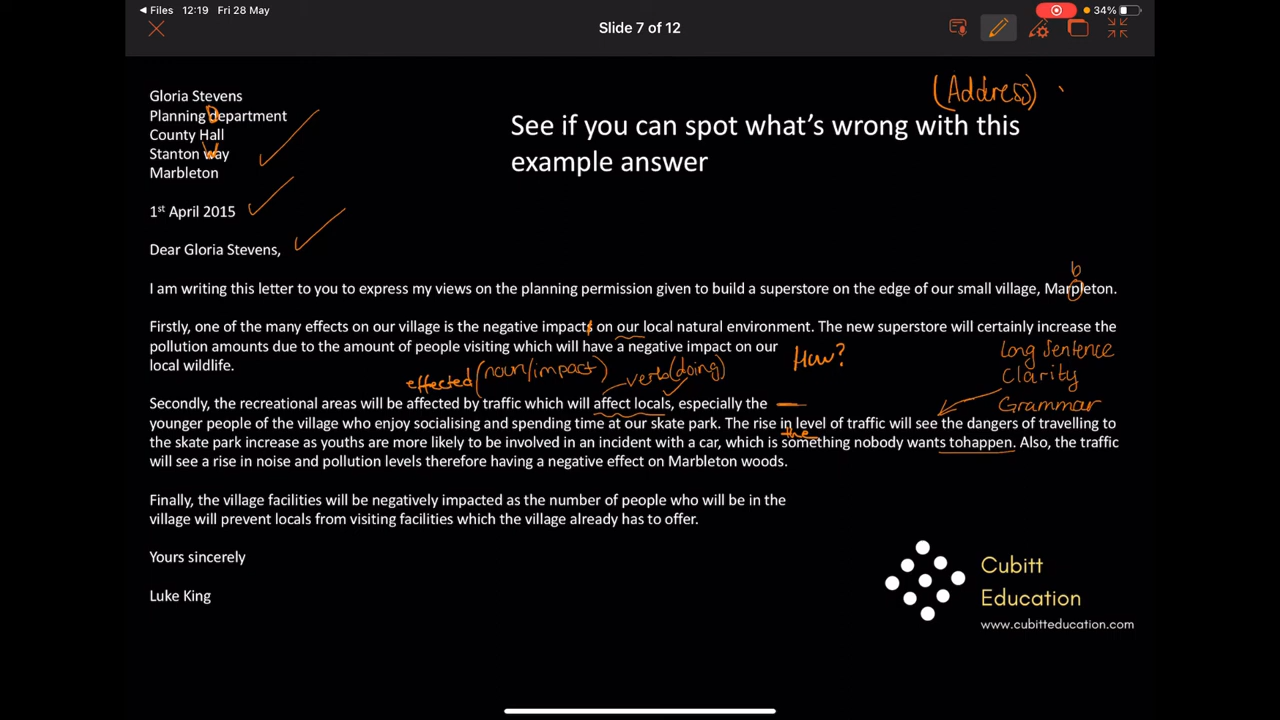 Files 12:19 Fri 28 May 34%
Slide 7 of 12
(Address)
Gloria Stevens
Planning Department
County Hall
Stanton Way
Marbleton
See if you can spot what's wrong with this
example answer
1st April 2015
Dear Gloria Stevens,
b
I am writing this letter to you to express my views on the planning permission given to build a superstore on the edge of our small village, Marpleton.
Firstly, one of the many effects on our village is the negative impact on our local natural environment. The new superstore will certainly increase the
pollution amounts due to the amount of people visiting which will have a negative impact on our
local wildlife.
How?
Long Sentence
Clarity
Grammar
effected (noun/impact) verb (doing)
Secondly, the recreational areas will be affected by traffic which will affect locals, especially the
younger people of the village who enjoy socialising and spending time at our skate park. The rise in level of traffic will see the dangers of travelling to
the
the skate park increase as youths are more likely to be involved in an incident with a car, which is something nobody wants tohappen. Also, the traffic
will see a rise in noise and pollution levels therefore having a negative effect on Marbleton woods.
Finally, the village facilities will be negatively impacted as the number of people who will be in the
village will prevent locals from visiting facilities which the village already has to offer.
Yours sincerely
Luke King
Cubitt
Education
www.cubitteducation.com